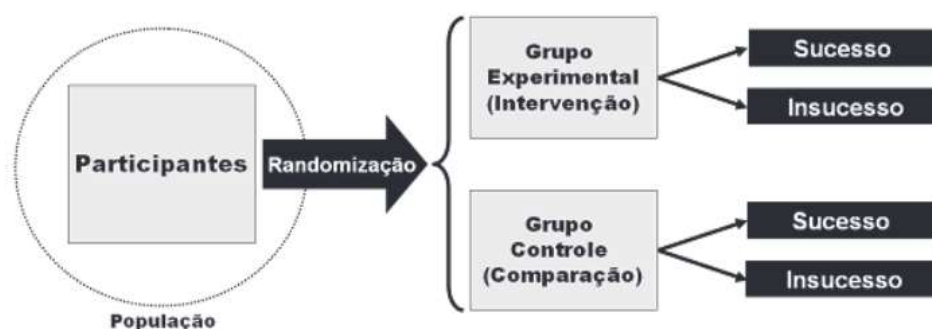 Participantes
População
Randomização
Grupo
Experimental
(Intervenção)
Sucesso
Insucesso
Grupo
Controle
(Comparação)
Sucesso
Insucesso